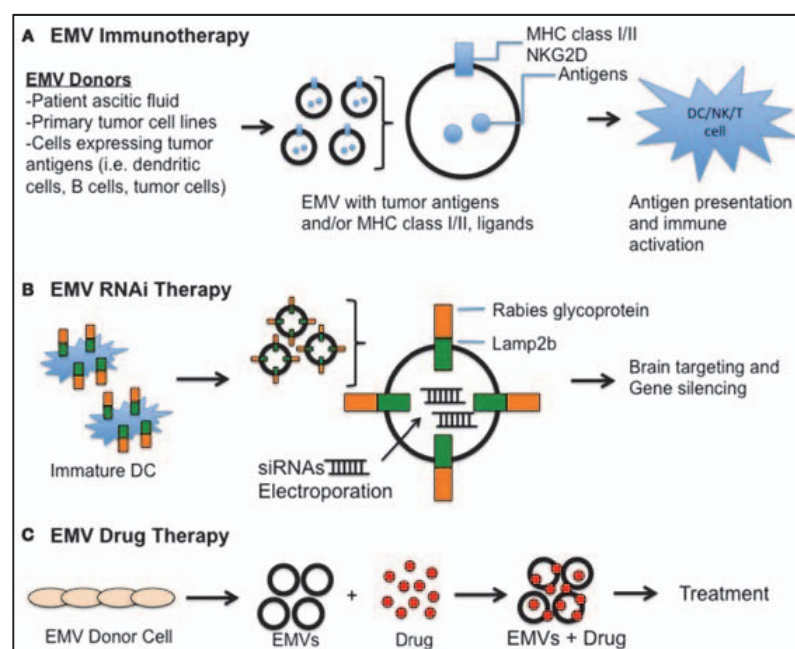 A EMV Immunotherapy
EMV Donors
-Patient ascitic fluid
-Primary tumor cell lines
-Cells expressing tumor
antigens (i.e. dendritic
cells, B cells, tumor cells)
MHC class I/II
NKG2D
Antigens
EMV with tumor antigens
and/or MHC class I/II, ligands
DC/NK/T
cell
Antigen presentation
and immune
activation
B EMV RNAi Therapy
Immature DC
Rabies glycoprotein
Lamp2b
siRNAs
Electroporation
Brain targeting and
Gene silencing
C EMV Drug Therapy
EMV Donor Cell
EMVs
+
Drug
EMVs + Drug
Treatment